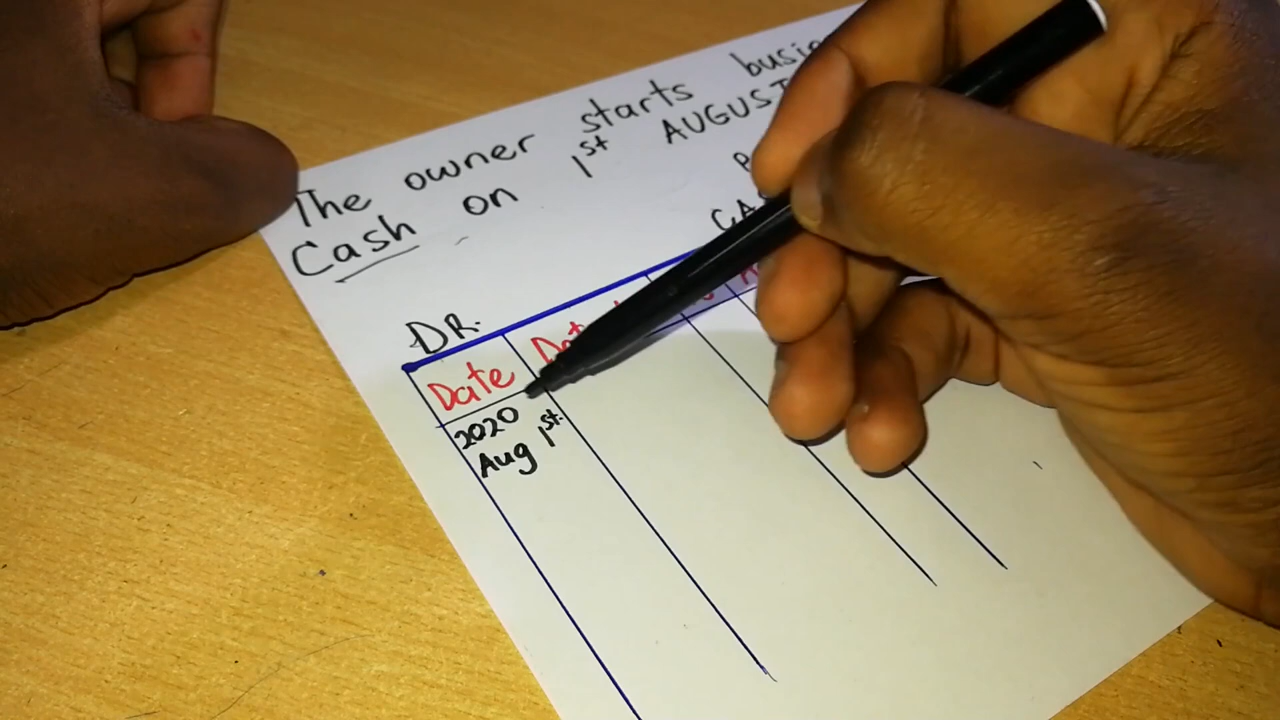 The owner starts
Cash on 1st AUGUST
DR.
Date
2020
Aug 1st.